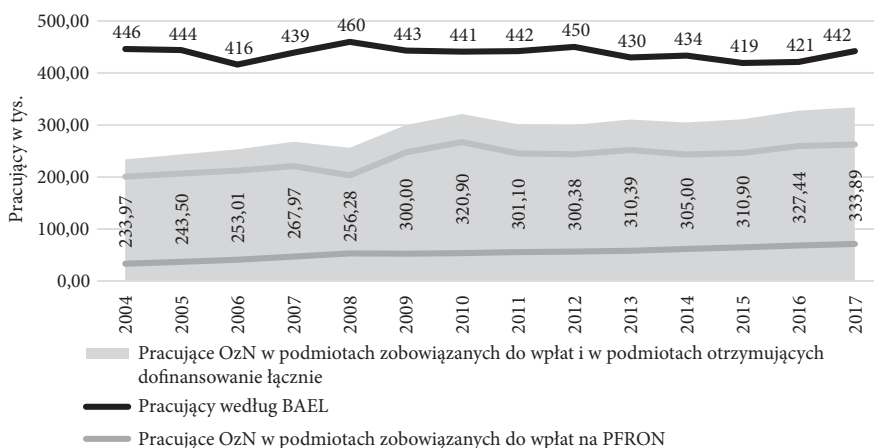 500,00
400,00
300,00
200,00
100,00
0,00
Pracujący w tys.
446 444 416 439 460 443 441 442 450 430 434 419 421 442
233,97 243,50 253,01 267,97 256,28 300,00 320,90 301,10 300,38 310,39 305,00 310,90 327,44 333,89
2004 2005 2006 2007 2008 2009 2010 2011 2012 2013 2014 2015 2016 2017
Pracujące OzN w podmiotach zobowiązanych do wpłat i w podmiotach otrzymujących
dofinansowanie łącznie
Pracujący według BAEL
Pracujące OzN w podmiotach zobowiązanych do wpłat na PFRON